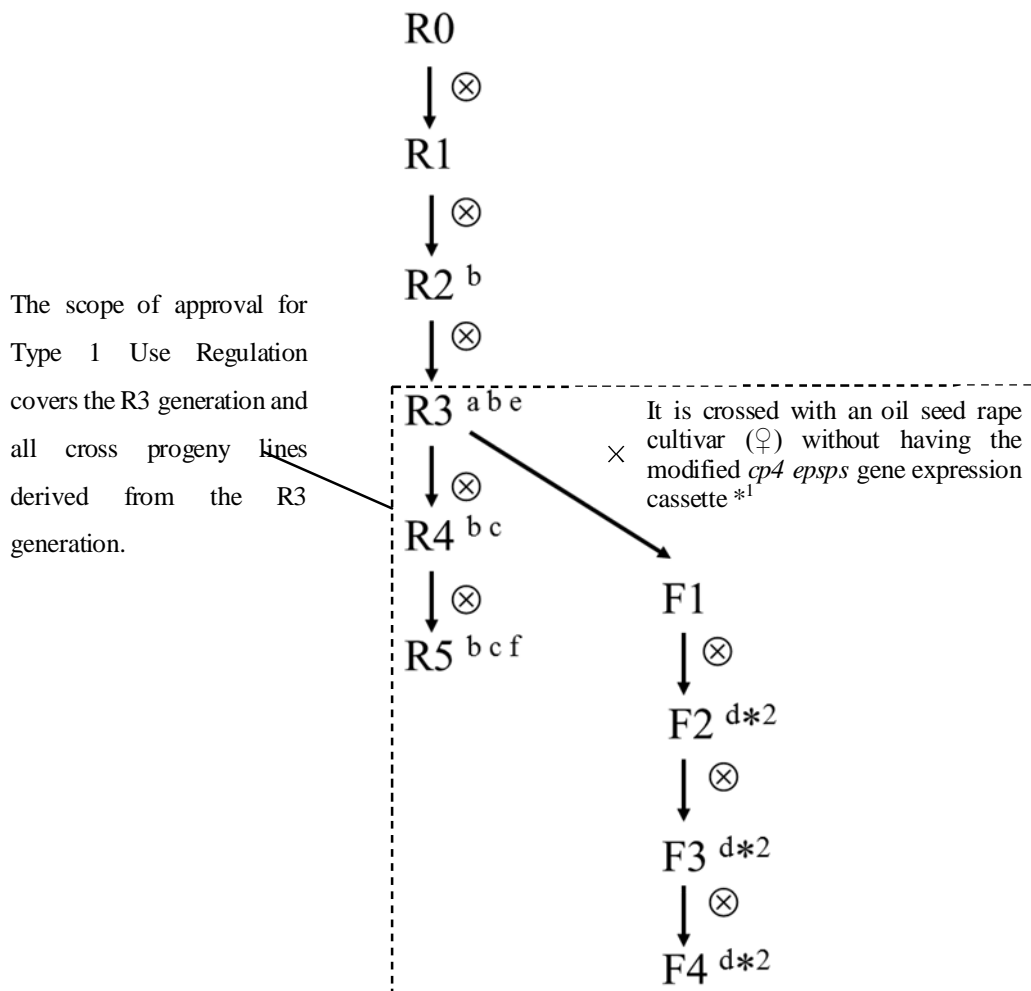 R0
⊗
R1
⊗
R2 b
⊗
The scope of approval for
Type 1 Use Regulation
covers the R3 generation and
all cross progeny lines
derived from the R3
generation.
R3 a b e
× It is crossed with an oil seed rape
cultivar (♀) without having the
modified cp4 epsps gene expression
cassette *1
⊗
R4 b c
⊗
R5 b c f
F1
⊗
F2 d*2
⊗
F3 d*2
⊗
F4 d*2